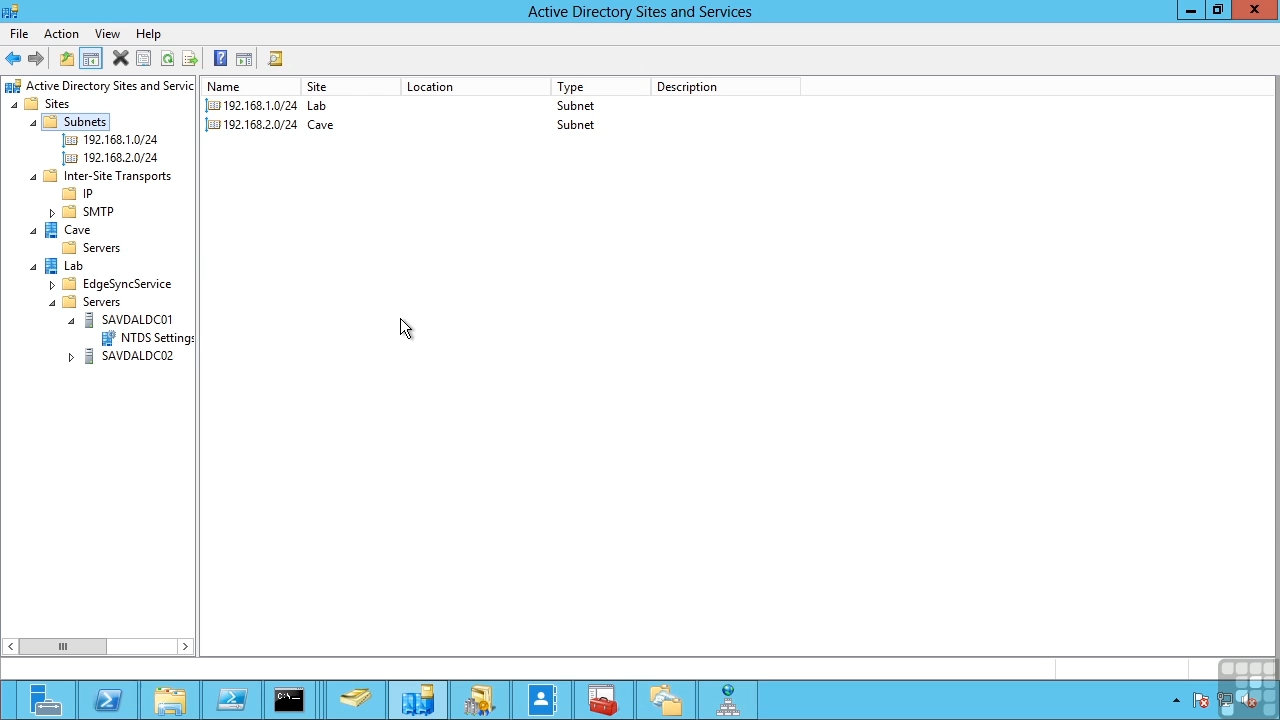 Active Directory Sites and Services
File Action View Help
Active Directory Sites and Servic
Sites
Subnets
192.168.1.0/24
192.168.2.0/24
Inter-Site Transports
IP
SMTP
Cave
Servers
Lab
EdgeSyncService
Servers
SAVDALDC01
NTDS Settings
SAVDALDC02
Name Site Location Type Description
192.168.1.0/24 Lab Subnet
192.168.2.0/24 Cave Subnet